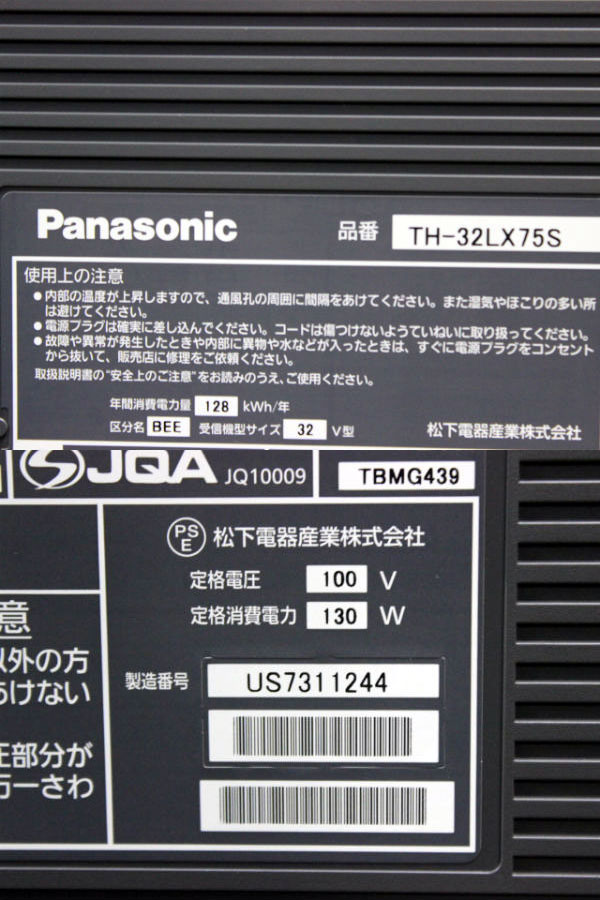 Panasonic 品番 TH-32LX75S
使用上の注意
●内部の温度が上昇しますので、通風孔の周囲に間隔をあけてください。また湿気やほこりの多い所
は避けてください。
●電源プラグは確実に差し込んでください。コードは傷つけないようていねいに取り扱ってください。
●故障や異常が発生したときや内部に異物や水などが入ったときは、すぐに電源プラグをコンセント
から抜いて、販売店に修理をご依頼ください。
取扱説明書の"安全上のご注意"をお読みのうえ、ご使用ください。
年間消費電力量 128 kWh/年
区分名 BEE 受信機型サイズ 32 V型 松下電器産業株式会社
JQA JQ10009 TBMG439
PS
E 松下電器産業株式会社
定格電圧 100 V
定格消費電力 130 W
製造番号 US7311244
意
以外の方
あけない
圧部分が
万一さわ